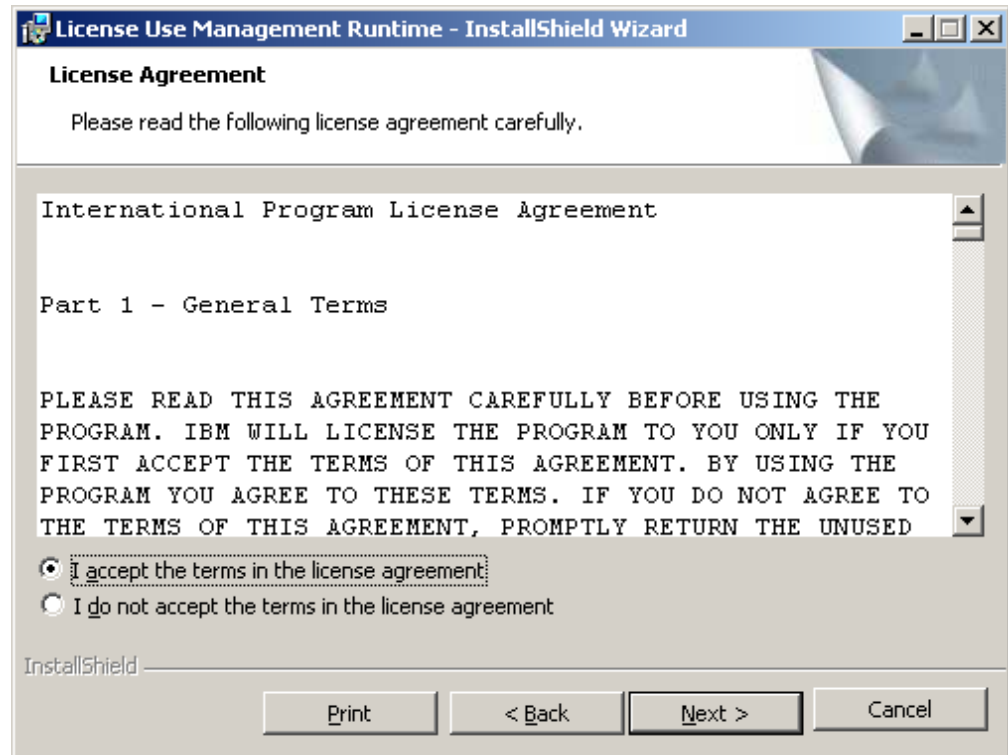 License Use Management Runtime - InstallShield Wizard
License Agreement
Please read the following license agreement carefully.
International Program License Agreement
Part 1 - General Terms
PLEASE READ THIS AGREEMENT CAREFULLY BEFORE USING THE
PROGRAM. IBM WILL LICENSE THE PROGRAM TO YOU ONLY IF YOU
FIRST ACCEPT THE TERMS OF THIS AGREEMENT. BY USING THE
PROGRAM YOU AGREE TO THESE TERMS. IF YOU DO NOT AGREE TO
THE TERMS OF THIS AGREEMENT, PROMPTLY RETURN THE UNUSED
I accept the terms in the license agreement
I do not accept the terms in the license agreement
InstallShield
Print
< Back
Next >
Cancel